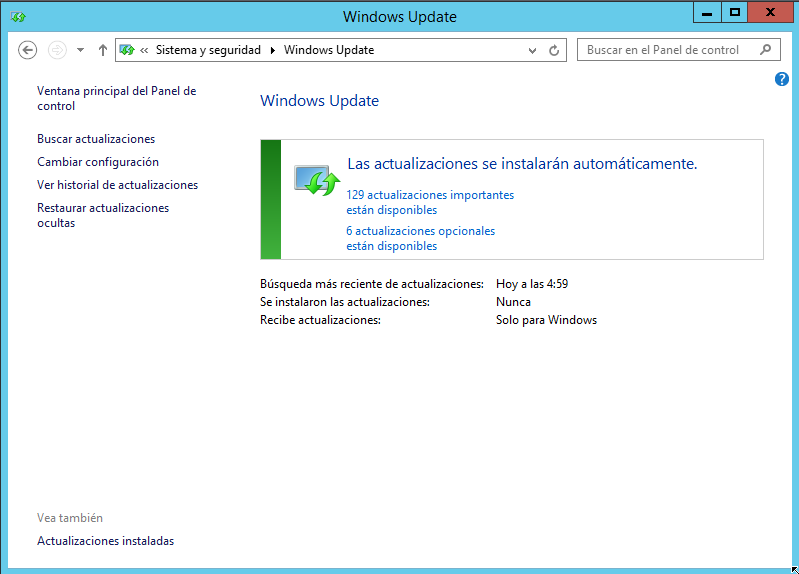 Windows Update
« Sistema y seguridad ▸ Windows Update
Buscar en el Panel de control
Ventana principal del Panel de
control
Buscar actualizaciones
Cambiar configuración
Ver historial de actualizaciones
Restaurar actualizaciones
ocultas
Windows Update
Las actualizaciones se instalarán automáticamente.
129 actualizaciones importantes
están disponibles
6 actualizaciones opcionales
están disponibles
Búsqueda más reciente de actualizaciones: Hoy a las 4:59
Se instalaron las actualizaciones: Nunca
Recibe actualizaciones: Solo para Windows
Vea también
Actualizaciones instaladas